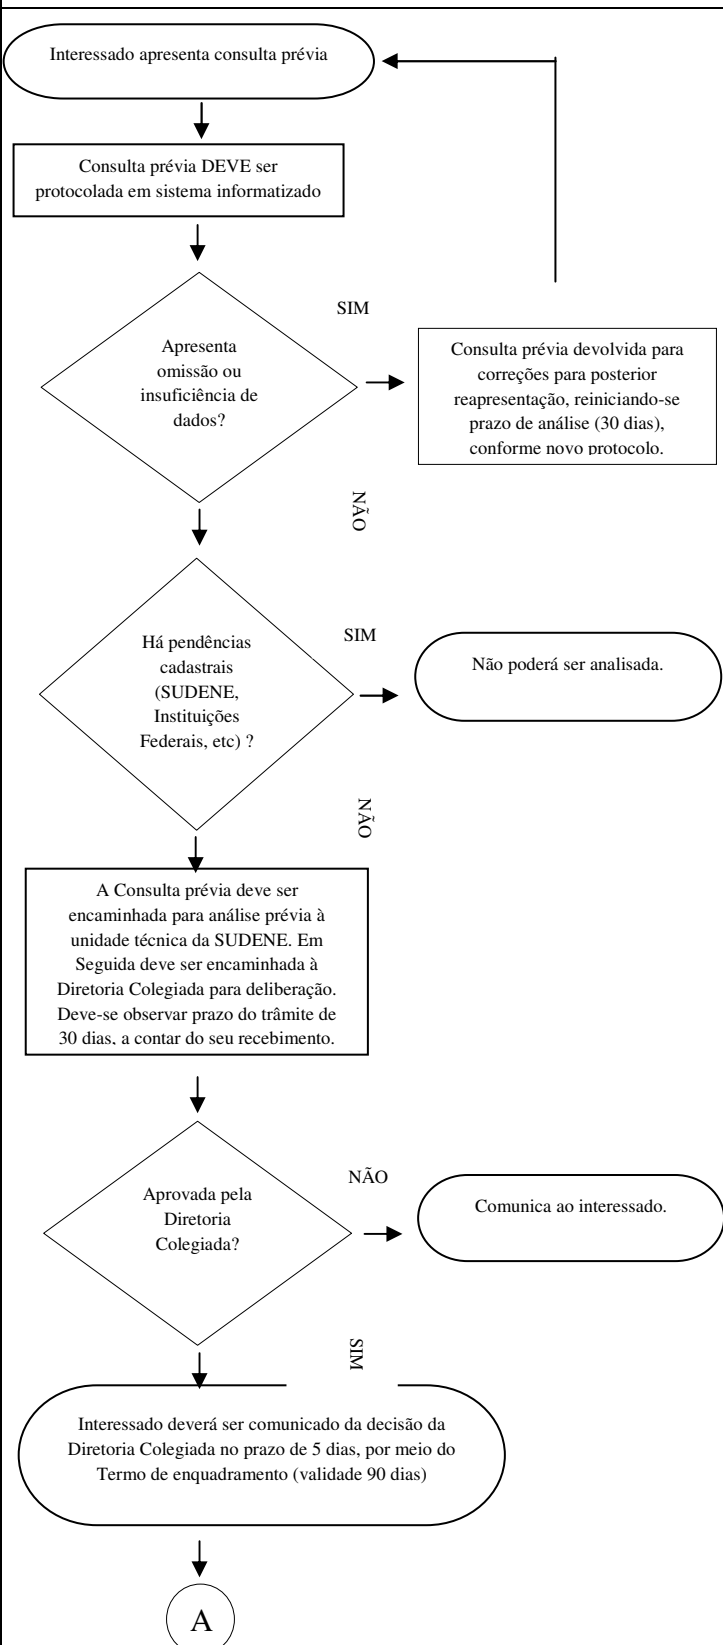 Interessado apresenta consulta prévia
Consulta prévia DEVE ser
protocolada em sistema informatizado
Apresenta
omissão ou
insuficiência de
dados?
SIM
Consulta prévia devolvida para
correções para posterior
reapresentação, reiniciando-se
prazo de análise (30 dias),
conforme novo protocolo.
NÃO
Há pendências
cadastrais
(SUDENE,
Instituições
Federais, etc) ?
SIM
Não poderá ser analisada.
NÃO
A Consulta prévia deve ser
encaminhada para análise prévia à
unidade técnica da SUDENE. Em
Seguida deve ser encaminhada à
Diretoria Colegiada para deliberação.
Deve-se observar prazo do trâmite de
30 dias, a contar do seu recebimento.
Aprovada pela
Diretoria
Colegiada?
NÃO
Comunica ao interessado.
SIM
Interessado deverá ser comunicado da decisão da
Diretoria Colegiada no prazo de 5 dias, por meio do
Termo de enquadramento (validade 90 dias)
A